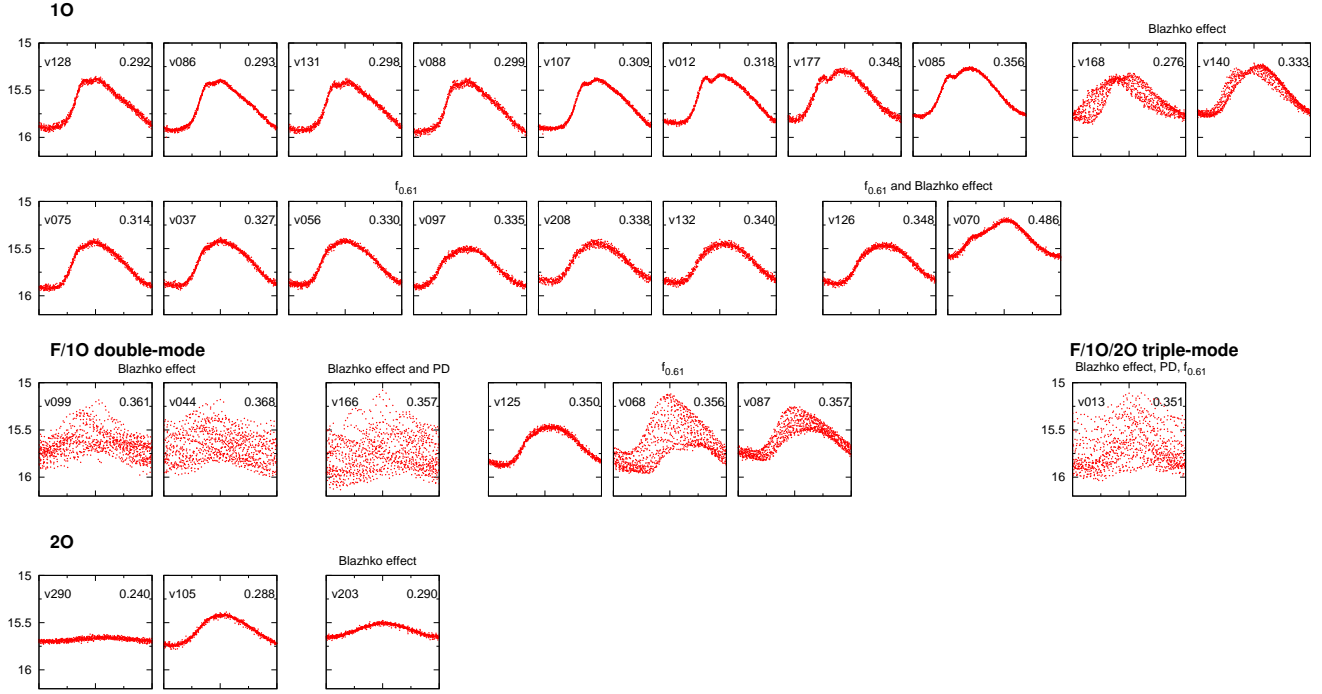 1O
Blazhko effect
15
15.5
16
v128 0.292
v086 0.293
v131 0.298
v088 0.299
v107 0.309
v012 0.318
v177 0.348
v085 0.356
v168 0.276
v140 0.333
f0.61
f0.61 and Blazhko effect
15
15.5
16
v075 0.314
v037 0.327
v056 0.330
v097 0.335
v208 0.338
v132 0.340
v126 0.348
v070 0.486
F/1O double-mode
F/1O/2O triple-mode
Blazhko effect
Blazhko effect and PD
f0.61
Blazhko effect, PD, f0.61
15
15.5
16
v099 0.361
v044 0.368
v166 0.357
v125 0.350
v068 0.356
v087 0.357
15
15.5
16
v013 0.351
2O
Blazhko effect
15
15.5
16
v290 0.240
v105 0.288
v203 0.290